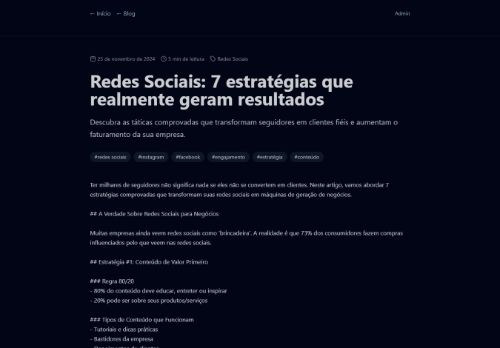 ← Início ← Blog Admin
25 de novembro de 2024 5 min de leitura Redes Sociais
Redes Sociais: 7 estratégias que
realmente geram resultados
Descubra as táticas comprovadas que transformam seguidores em clientes fiéis e aumentam o
faturamento da sua empresa.
#redes sociais #instagram #facebook #engajamento #estratégia #conteúdo
Ter milhares de seguidores não significa nada se eles não se convertem em clientes. Neste artigo, vamos abordar 7
estratégias comprovadas que transformam suas redes sociais em máquinas de geração de negócios.
## A Verdade Sobre Redes Sociais para Negócios
Muitas empresas ainda veem redes sociais como "brincadeira". A realidade é que 73% dos consumidores fazem compras
influenciados pelo que veem nas redes sociais.
## Estratégia #1: Conteúdo de Valor Primeiro
### Regra 80/20
- 80% do conteúdo deve educar, entreter ou inspirar
- 20% pode ser sobre seus produtos/serviços
### Tipos de Conteúdo que Funcionam
- Tutoriais e dicas práticas
- Bastidores da empresa